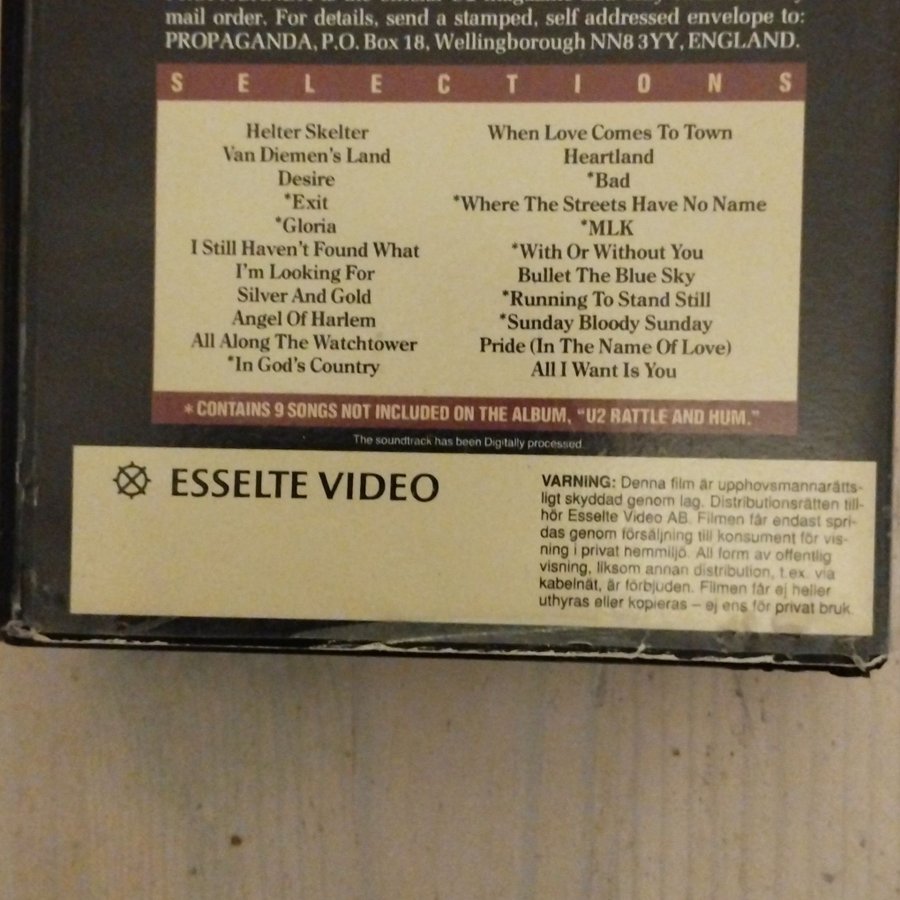 mail order. For details, send a stamped, self addressed envelope to:
PROPAGANDA, P.O. Box 18, Wellingborough NN8 3YY, ENGLAND.
SELECTIONS
Helter Skelter
Van Diemen's Land
Desire
*Exit
*Gloria
I Still Haven't Found What
I'm Looking For
Silver And Gold
Angel Of Harlem
All Along The Watchtower
*In God's Country
When Love Comes To Town
Heartland
*Bad
*Where The Streets Have No Name
*MLK
*With Or Without You
Bullet The Blue Sky
*Running To Stand Still
*Sunday Bloody Sunday
Pride (In The Name Of Love)
All I Want Is You
* CONTAINS 9 SONGS NOT INCLUDED ON THE ALBUM, "U2 RATTLE AND HUM."
The soundtrack has been Digitally processed
ESSELTE VIDEO
VARNING: Denna film är upphovsmannarätts-
ligt skyddad genom lag. Distributionsrätten till-
hör Esselte Video AB. Filmen får endast spri-
das genom försäljning till konsument för vis-
ning i privat hemmiljö. All form av offentlig
visning, liksom annan distribution, t.ex. via
kabelnät, är förbjuden. Filmen får ej heller
uthyras eller kopieras – ej ens för privat bruk.